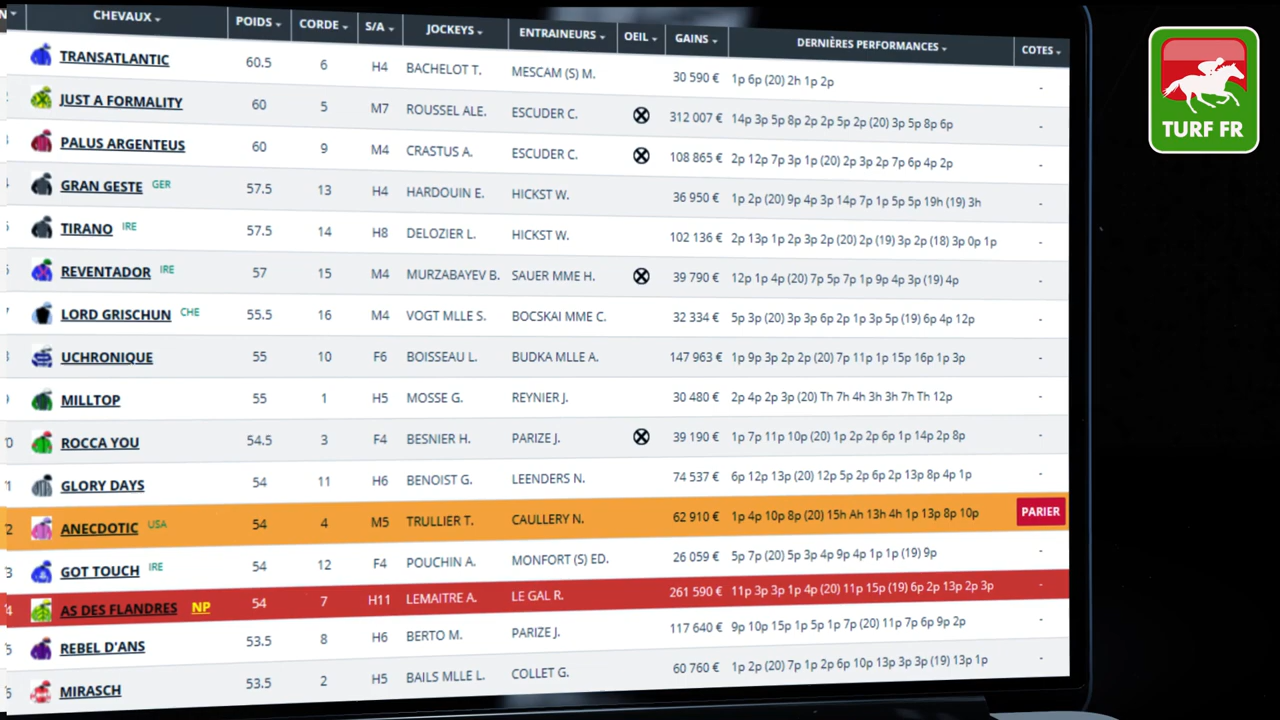 N CHEVAUX POIDS CORDE S/A JOCKEYS ENTRAINEURS OEIL GAINS DERNIÈRES PERFORMANCES COTES
TRANSATLANTIC 60.5 6 H4 BACHELOT T. MESCAM (S) M. 30 590 € 1p 6p (20) 2h 1p 2p -
2 JUST A FORMALITY 60 5 M7 ROUSSEL ALE. ESCUDER C. 312 007 € 14p 3p 5p 8p 2p 2p 5p 2p (20) 3p 5p 8p 6p -
3 PALUS ARGENTEUS 60 9 M4 CRASTUS A. ESCUDER C. 108 865 € 2p 12p 7p 3p 1p (20) 2p 3p 2p 7p 6p 4p 2p -
4 GRAN GESTE GER 57.5 13 H4 HARDOUIN E. HICKST W. 36 950 € 1p 2p (20) 9p 4p 3p 14p 7p 1p 5p 5p 19h (19) 3h -
5 TIRANO IRE 57.5 14 H8 DELOZIER L. HICKST W. 102 136 € 2p 13p 1p 2p 3p 2p (20) 2p (19) 3p 2p (18) 3p 0p 1p -
6 REVENTADOR IRE 57 15 M4 MURZABAYEV B. SAUER MME H. 39 790 € 12p 1p 4p (20) 7p 5p 7p 1p 9p 4p 3p (19) 4p -
7 LORD GRISCHUN CHE 55.5 16 M4 VOGT MLLE S. BOCSKAI MME C. 32 334 € 5p 3p (20) 3p 3p 6p 2p 1p 3p 5p (19) 6p 4p 12p -
8 UCHRONIQUE 55 10 F6 BOISSEAU L. BUDKA MLLE A. 147 963 € 1p 9p 3p 2p 2p (20) 7p 11p 1p 15p 16p 1p 3p -
9 MILLTOP 55 1 H5 MOSSE G. REYNIER J. 30 480 € 2p 4p 2p 3p (20) Th 7h 4h 3h 3h 7h Th 12p -
10 ROCCA YOU 54.5 3 F4 BESNIER H. PARIZE J. 39 190 € 1p 7p 11p 10p (20) 1p 2p 2p 6p 1p 14p 2p 8p -
11 GLORY DAYS 54 11 H6 BENOIST G. LEENDERS N. 74 537 € 6p 12p 13p (20) 12p 5p 2p 6p 2p 13p 8p 4p 1p -
12 ANECDOTIC USA 54 4 M5 TRULLIER T. CAULLERY N. 62 910 € 1p 4p 10p 8p (20) 15h Ah 13h 4h 1p 13p 8p 10p PARIER
13 GOT TOUCH IRE 54 12 F4 POUCHIN A. MONFORT (S) ED. 26 059 € 5p 7p (20) 5p 3p 4p 9p 4p 1p 1p (19) 9p -
14 AS DES FLANDRES NP 54 7 H11 LEMAITRE A. LE GAL R. 261 590 € 11p 3p 3p 1p 4p (20) 11p 15p (19) 6p 2p 13p 2p 3p -
15 REBEL D'ANS 53.5 8 H6 BERTO M. PARIZE J. 117 640 € 9p 10p 15p 1p 5p 1p 7p (20) 11p 7p 6p 9p 2p -
16 MIRASCH 53.5 2 H5 BAILS MLLE L. COLLET G. 60 760 € 1p 2p (20) 7p 1p 2p 6p 10p 13p 3p 3p (19) 13p 1p -
TURF FR